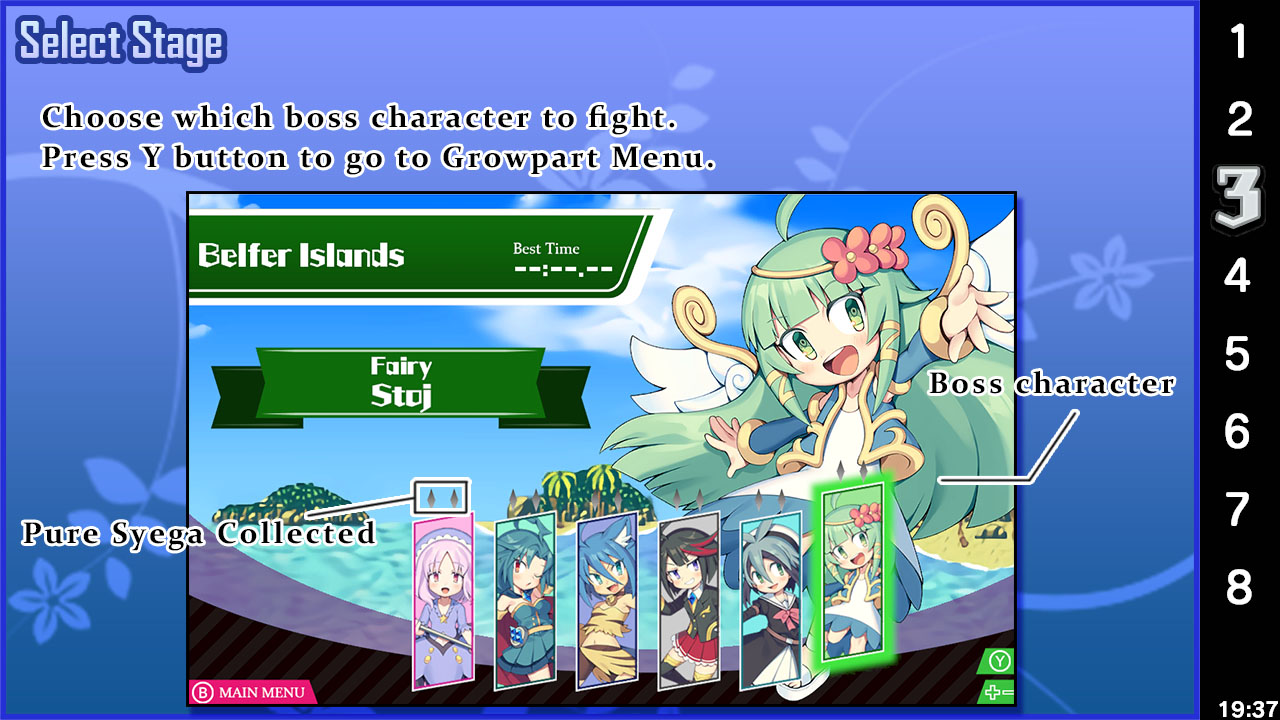 Select Stage
Choose which boss character to fight.
Press Y button to go to Growpart Menu.
Belfer Islands
Best Time
--:--.--
Fairy
Staj
Boss character
Pure Syega Collected
B MAIN MENU
Y
1
2
3
4
5
6
7
8
19:37